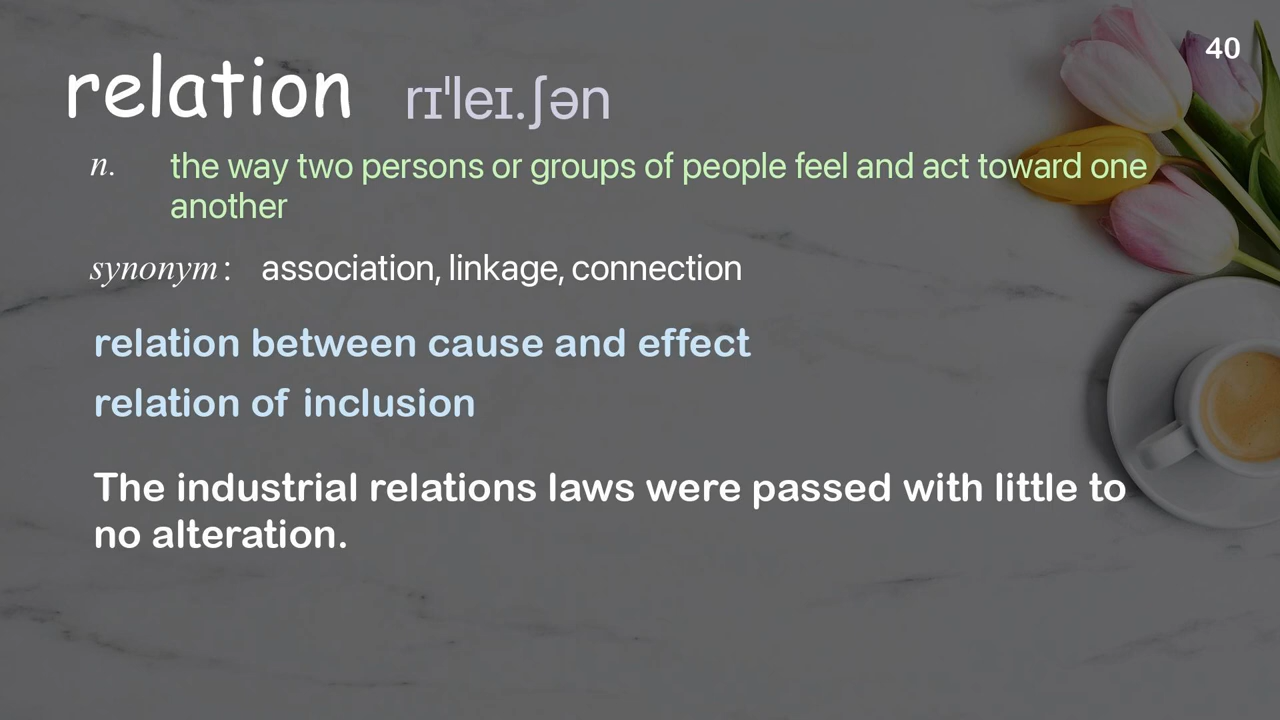 40
relation rɪˈleɪ.ʃən
n. the way two persons or groups of people feel and act toward one
another
synonym: association, linkage, connection
relation between cause and effect
relation of inclusion
The industrial relations laws were passed with little to
no alteration.